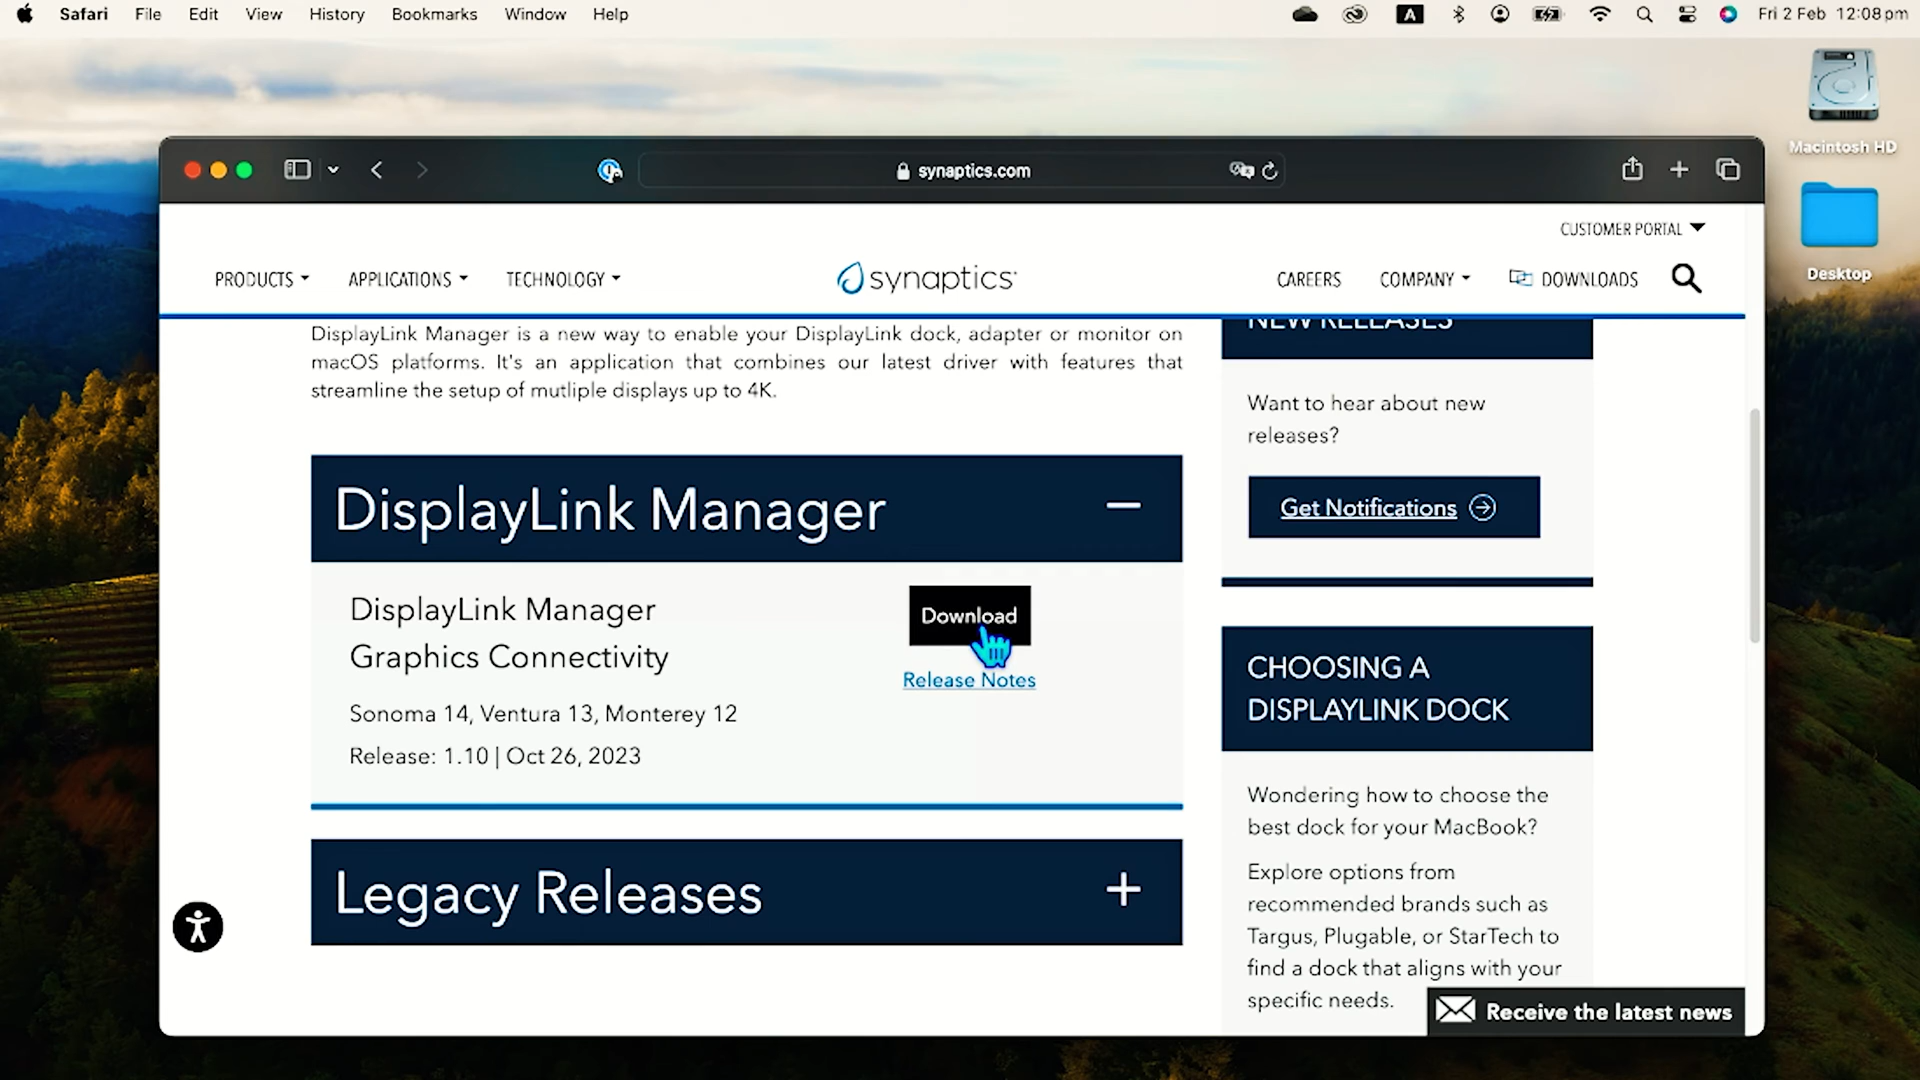 Safari File Edit View History Bookmarks Window Help
A
Fri 2 Feb 12:08 pm
Macintosh HD
Desktop
synaptics.com
CUSTOMER PORTAL
PRODUCTS APPLICATIONS TECHNOLOGY
synaptics
CAREERS COMPANY DOWNLOADS
DisplayLink Manager is a new way to enable your DisplayLink dock, adapter or monitor on
macOS platforms. It's an application that combines our latest driver with features that
streamline the setup of mutliple displays up to 4K.
DisplayLink Manager
DisplayLink Manager
Graphics Connectivity
Sonoma 14, Ventura 13, Monterey 12
Release: 1.10 | Oct 26, 2023
Download
Release Notes
Legacy Releases
NEW RELEASES
Want to hear about new
releases?
Get Notifications
CHOOSING A
DISPLAYLINK DOCK
Wondering how to choose the
best dock for your MacBook?
Explore options from
recommended brands such as
Targus, Plugable, or StarTech to
find a dock that aligns with your
specific needs.
Receive the latest news